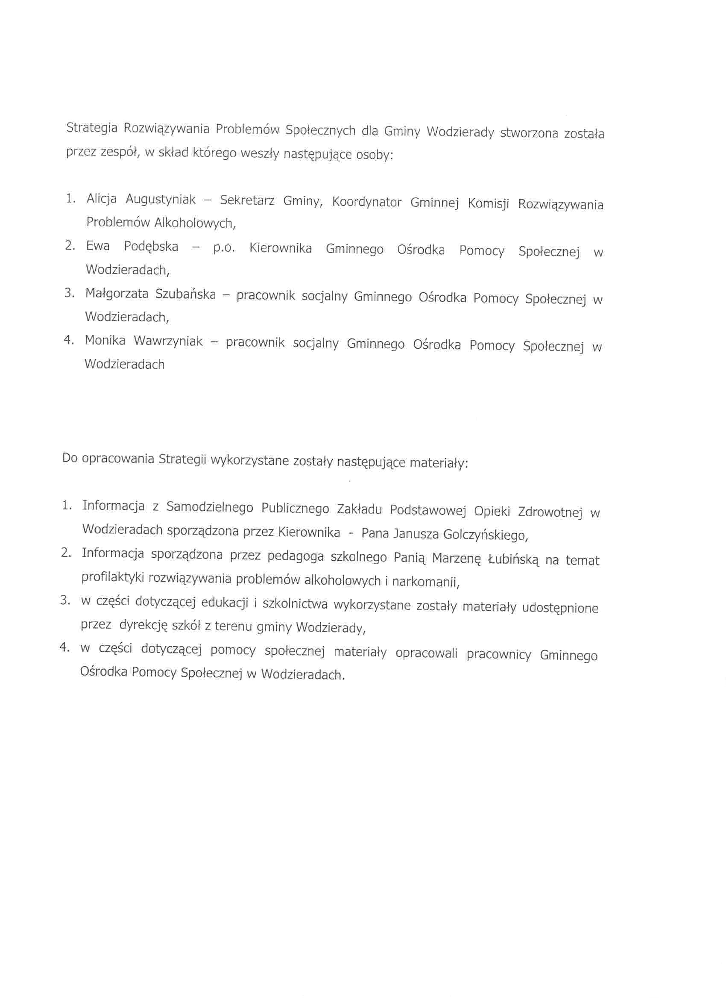 Strategia Rozwiązywania Problemów Społecznych dla Gminy Wodzierady stworzona została
przez zespół, w skład którego weszły następujące osoby:
1. Alicja Augustyniak – Sekretarz Gminy, Koordynator Gminnej Komisji Rozwiązywania
Problemów Alkoholowych,
2. Ewa Podębska – p.o. Kierownika Gminnego Ośrodka Pomocy Społecznej w
Wodzieradach,
3. Małgorzata Szubańska – pracownik socjalny Gminnego Ośrodka Pomocy Społecznej w
Wodzieradach,
4. Monika Wawrzyniak – pracownik socjalny Gminnego Ośrodka Pomocy Społecznej w
Wodzieradach
Do opracowania Strategii wykorzystane zostały następujące materiały:
1. Informacja z Samodzielnego Publicznego Zakładu Podstawowej Opieki Zdrowotnej w
Wodzieradach sporządzona przez Kierownika - Pana Janusza Golczyńskiego,
2. Informacja sporządzona przez pedagoga szkolnego Panią Marzenę Łubińską na temat
profilaktyki rozwiązywania problemów alkoholowych i narkomanii,
3. w części dotyczącej edukacji i szkolnictwa wykorzystane zostały materiały udostępnione
przez dyrekcję szkół z terenu gminy Wodzierady,
4. w części dotyczącej pomocy społecznej materiały opracowali pracownicy Gminnego
Ośrodka Pomocy Społecznej w Wodzieradach.